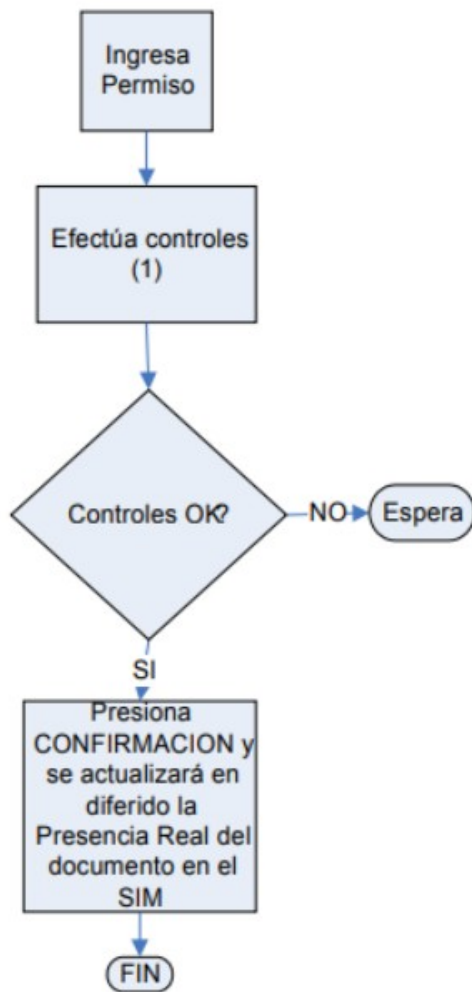 Ingresa
Permiso
Efectúa controles
(1)
Controles OK?
NO
Espera
SI
Presiona
CONFIRMACION y
se actualizará en
diferido la
Presencia Real del
documento en el
SIM
FIN